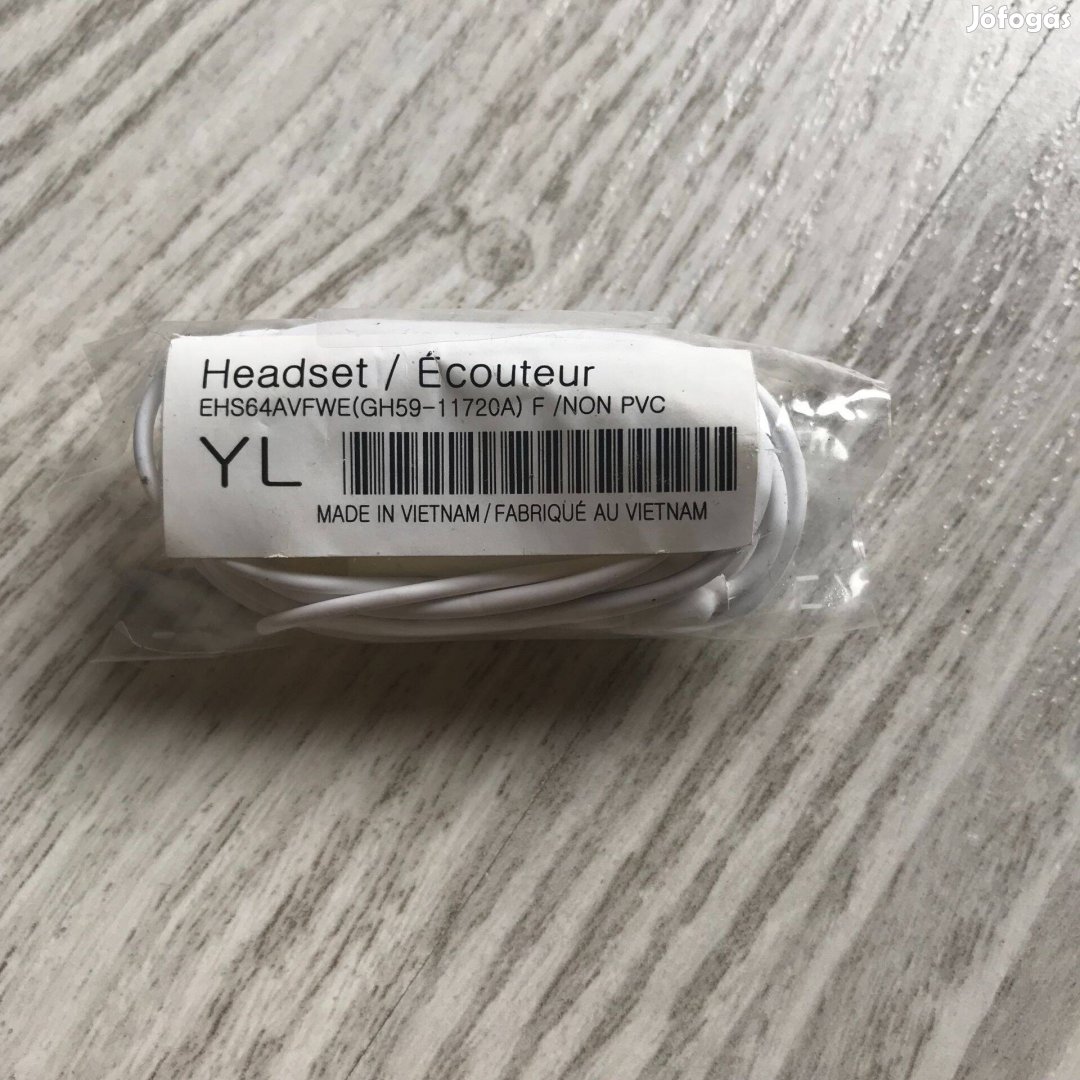 Jófogás
Headset / Écouteur
EHS64AVFWE(GH59-11720A) F /NON PVC
YL
MADE IN VIETNAM/FABRIQUÉ AU VIETNAM